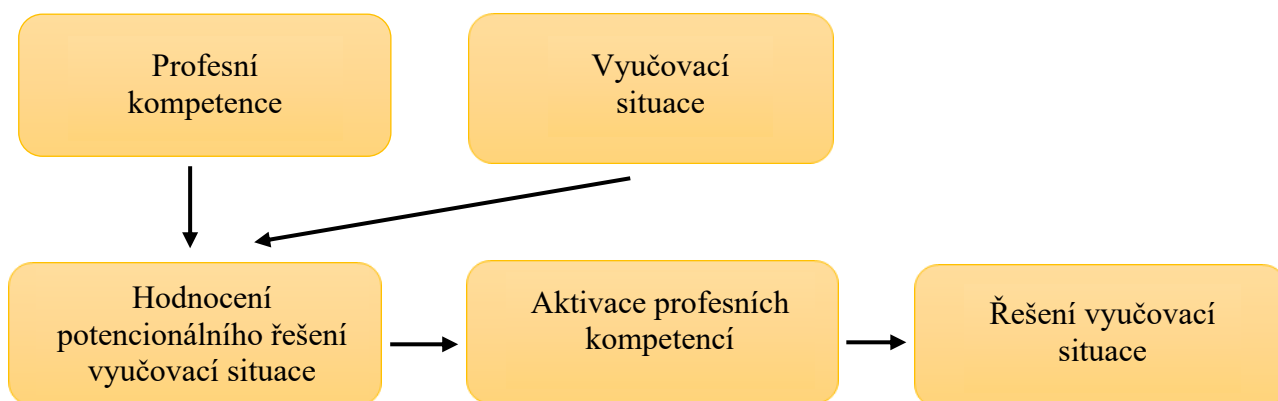 Profesní
kompetence
Vyučovací
situace
Hodnocení
potencionálního řešení
vyučovací situace
Aktivace profesních
kompetencí
Řešení vyučovací
situace